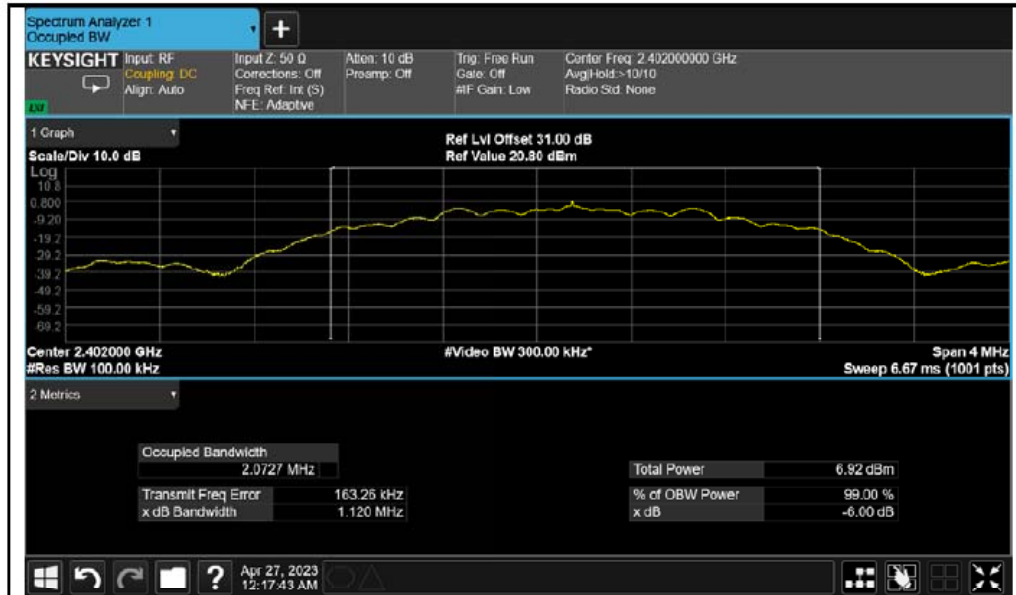 Spectrum Analyzer 1
Occupied BW
+
KEYSIGHT Input: RF
Coupling: DC
Align: Auto
Input Z: 50 Ω
Corrections: Off
Freq Ref: Int (S)
NFE: Adaptive
Atten: 10 dB
Preamp: Off
Trig: Free Run
Gate: Off
#IF Gain: Low
Center Freq: 2.402000000 GHz
Avg|Hold:>10/10
Radio Std: None
1 Graph
Scale/Div 10.0 dB
Ref Lvl Offset 31.00 dB
Ref Value 20.80 dBm
Log
10.8
0.800
-9.20
-19.2
-29.2
-39.2
-49.2
-59.2
-69.2
Center 2.402000 GHz
#Video BW 300.00 kHz*
Span 4 MHz
#Res BW 100.00 kHz
Sweep 6.67 ms (1001 pts)
2 Metrics
Occupied Bandwidth
2.0727 MHz
Total Power 6.92 dBm
Transmit Freq Error 163.26 kHz
% of OBW Power 99.00 %
x dB Bandwidth 1.120 MHz
x dB -6.00 dB
?
Apr 27, 2023
12:17:43 AM